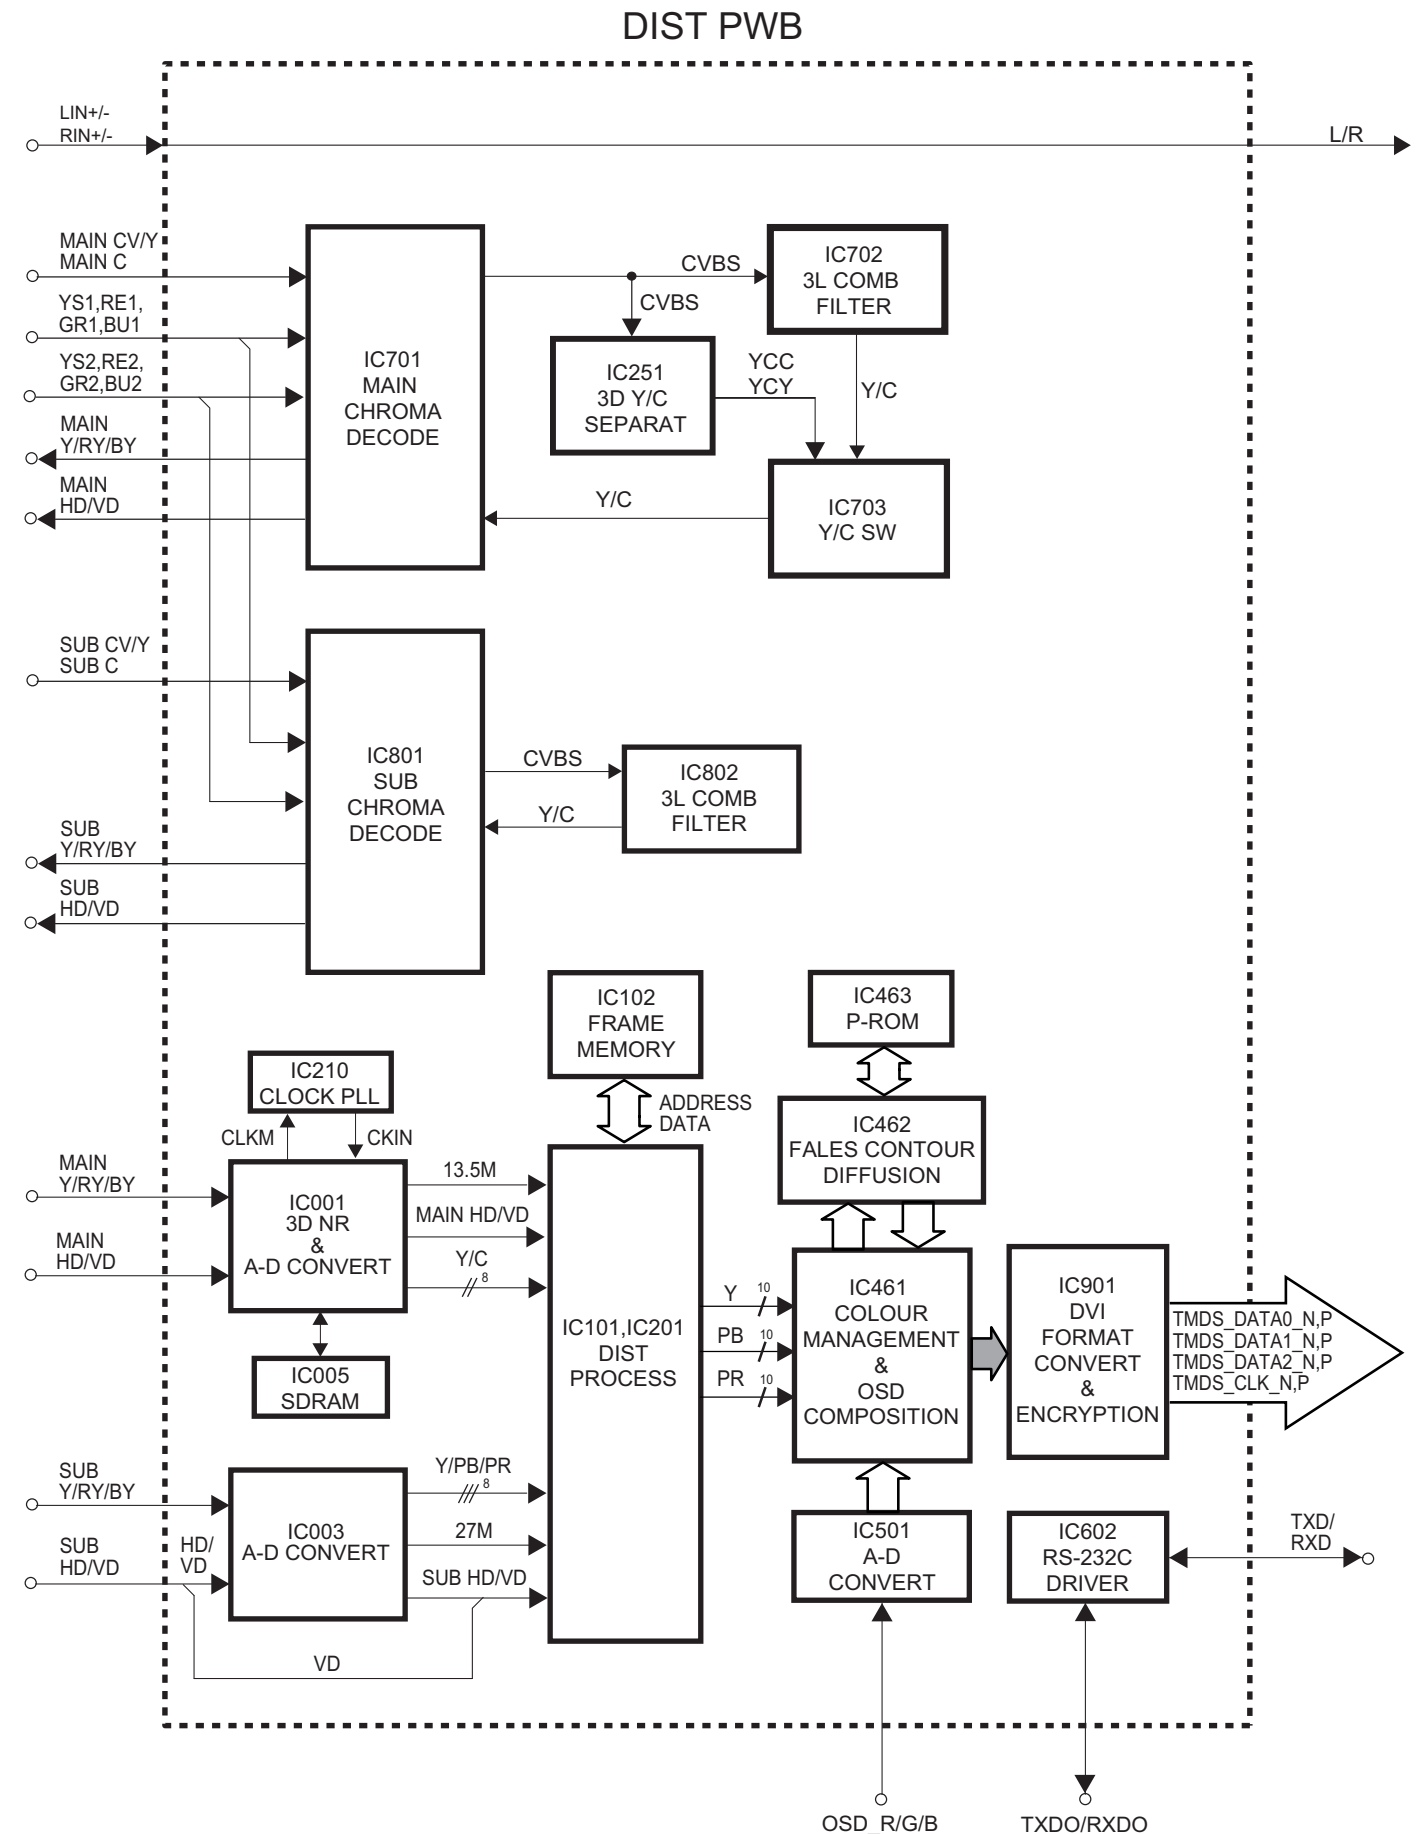 DIST PWB
LIN+/-
RIN+/-
L/R
MAIN CV/Y
MAIN C
YS1,RE1,
GR1,BU1
YS2,RE2,
GR2,BU2
MAIN
Y/RY/BY
MAIN
HD/VD
IC701
MAIN
CHROMA
DECODE
CVBS
CVBS
IC702
3L COMB
FILTER
IC251
3D Y/C
SEPARAT
YCC
YCY
Y/C
IC703
Y/C SW
Y/C
SUB CV/Y
SUB C
SUB
Y/RY/BY
SUB
HD/VD
IC801
SUB
CHROMA
DECODE
CVBS
Y/C
IC802
3L COMB
FILTER
IC102
FRAME
MEMORY
ADDRESS
DATA
IC463
P-ROM
IC462
FALES CONTOUR
DIFFUSION
IC210
CLOCK PLL
CLKM
CKIN
MAIN
Y/RY/BY
MAIN
HD/VD
IC001
3D NR
&
A-D CONVERT
13.5M
MAIN HD/VD
Y/C
8
IC005
SDRAM
IC101,IC201
DIST
PROCESS
Y
10
PB
10
PR
10
IC461
COLOUR
MANAGEMENT
&
OSD
COMPOSITION
IC901
DVI
FORMAT
CONVERT
&
ENCRYPTION
TMDS_DATA0_N,P
TMDS_DATA1_N,P
TMDS_DATA2_N,P
TMDS_CLK_N,P
SUB
Y/RY/BY
SUB
HD/VD
HD/
VD
IC003
A-D CONVERT
Y/PB/PR
8
27M
SUB HD/VD
VD
IC501
A-D
CONVERT
IC602
RS-232C
DRIVER
TXD/
RXD
OSD_R/G/B
TXDO/RXDO